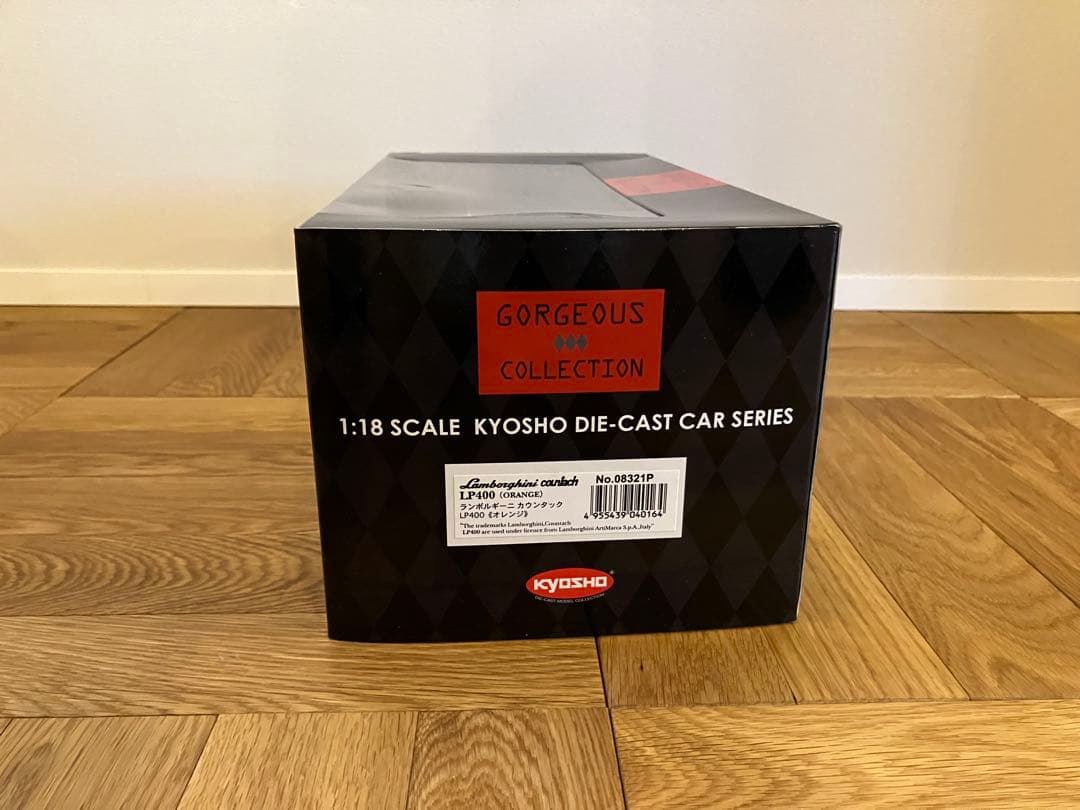 GORGEOUS
COLLECTION
1:18 SCALE KYOSHO DIE-CAST CAR SERIES
Lamborghini countach
LP400 (ORANGE)
ランボルギーニ カウンタック
LP400《オレンジ》
No.08321P
4 955439 040164
"The trademarks Lamborghini,Countach
LP400 are used under licence from Lamborghini ArtiMarca S.p.A.,Italy"
KYOSHO
DIE-CAST MODEL COLLECTION